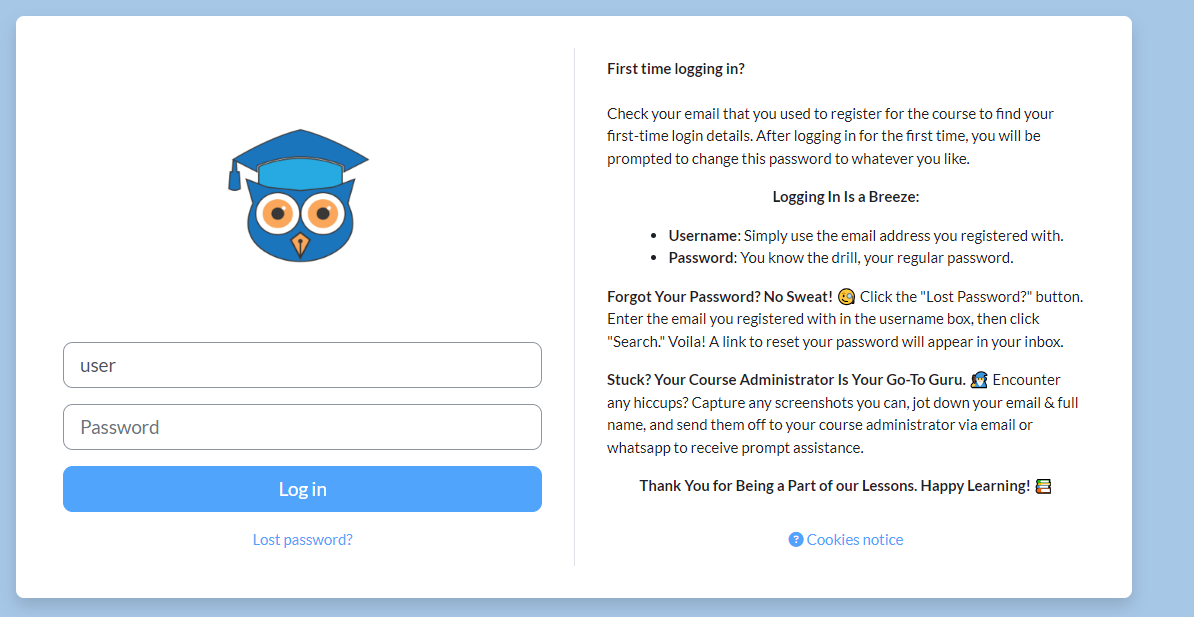 user
Password
Log in
Lost password?
First time logging in?
Check your email that you used to register for the course to find your
first-time login details. After logging in for the first time, you will be
prompted to change this password to whatever you like.
Logging In Is a Breeze:
• Username: Simply use the email address you registered with.
• Password: You know the drill, your regular password.
Forgot Your Password? No Sweat! 🧐 Click the "Lost Password?" button.
Enter the email you registered with in the username box, then click
"Search." Voila! A link to reset your password will appear in your inbox.
Stuck? Your Course Administrator Is Your Go-To Guru. Encounter
any hiccups? Capture any screenshots you can, jot down your email & full
name, and send them off to your course administrator via email or
whatsapp to receive prompt assistance.
Thank You for Being a Part of our Lessons. Happy Learning! 📚
? Cookies notice